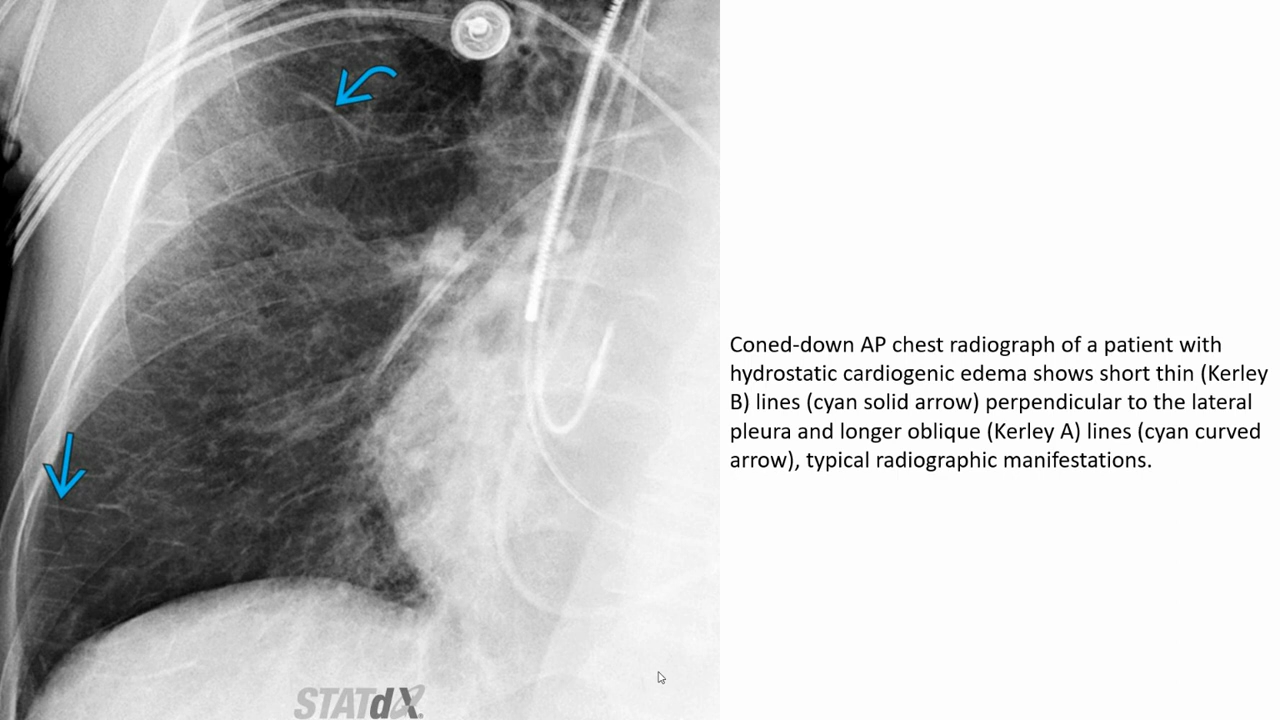 Coned-down AP chest radiograph of a patient with
hydrostatic cardiogenic edema shows short thin (Kerley
B) lines (cyan solid arrow) perpendicular to the lateral
pleura and longer oblique (Kerley A) lines (cyan curved
arrow), typical radiographic manifestations.
STATdX